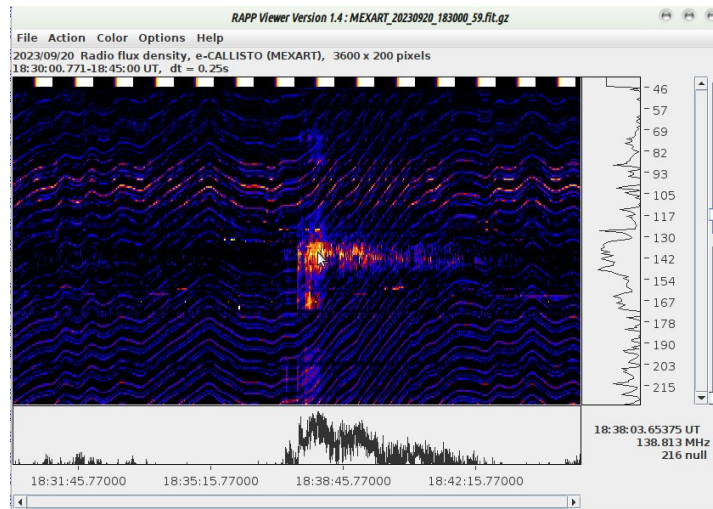 RAPP Viewer Version 1.4 : MEXART_20230920_183000_59.fit.gz
File Action Color Options Help
2023/09/20 Radio flux density, e-CALLISTO (MEXART), 3600 x 200 pixels
18:30:00.771-18:45:00 UT, dt = 0.25s
46
57
69
82
93
105
117
130
142
154
167
178
190
203
215
18:38:03.65375 UT
138.813 MHz
216 null
18:31:45.77000 18:35:15.77000 18:38:45.77000 18:42:15.77000